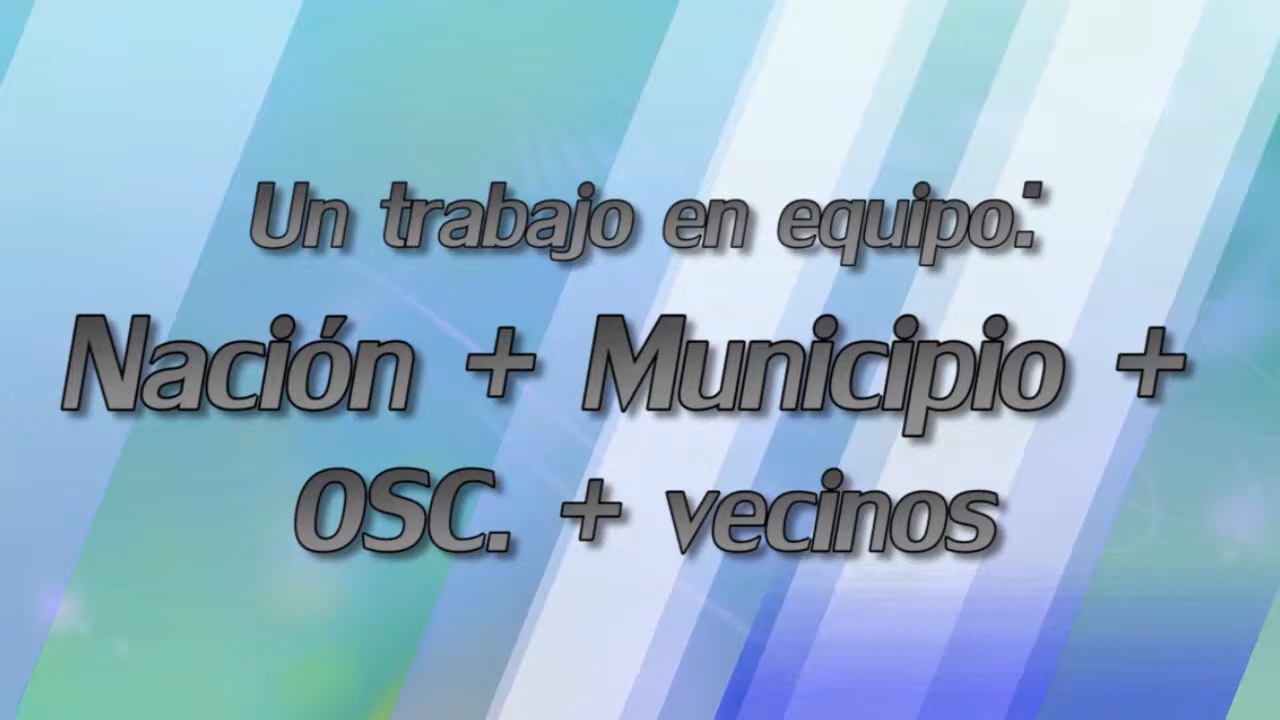 Un trabajo en equipo:
Nación + Municipio +
OSC. + vecinos